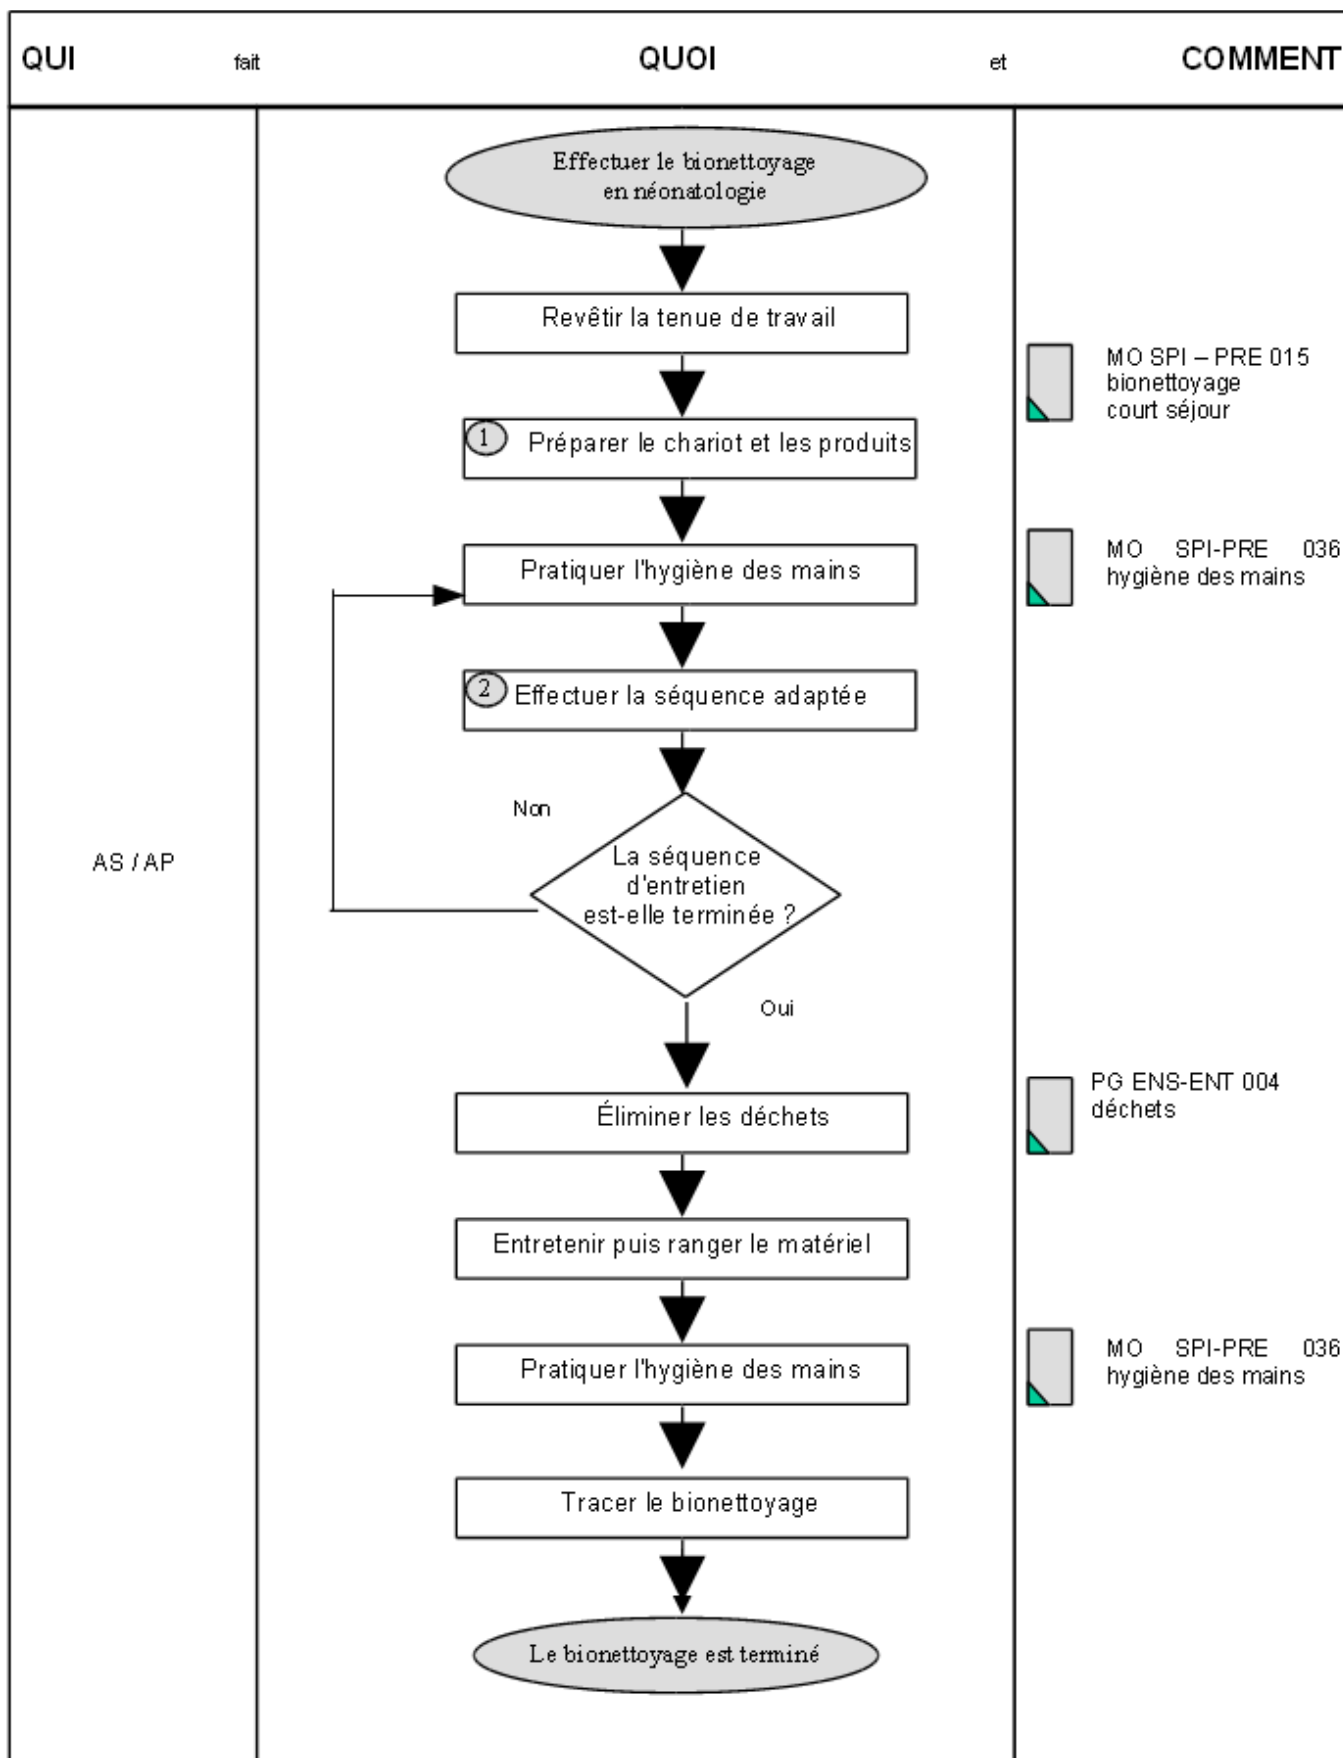 QUI fait QUOI et COMMENT
Effectuer le bionettoyage
en néonatologie
Revêtir la tenue de travail
MO SPI – PRE 015
bionettoyage
court séjour
1 Préparer le chariot et les produits
Pratiquer l'hygiène des mains
MO SPI-PRE 036
hygiène des mains
2 Effectuer la séquence adaptée
Non
La séquence
d'entretien
est-elle terminée ?
AS / AP
Oui
PG ENS-ENT 004
déchets
Éliminer les déchets
Entretenir puis ranger le matériel
Pratiquer l'hygiène des mains
MO SPI-PRE 036
hygiène des mains
Tracer le bionettoyage
Le bionettoyage est terminé